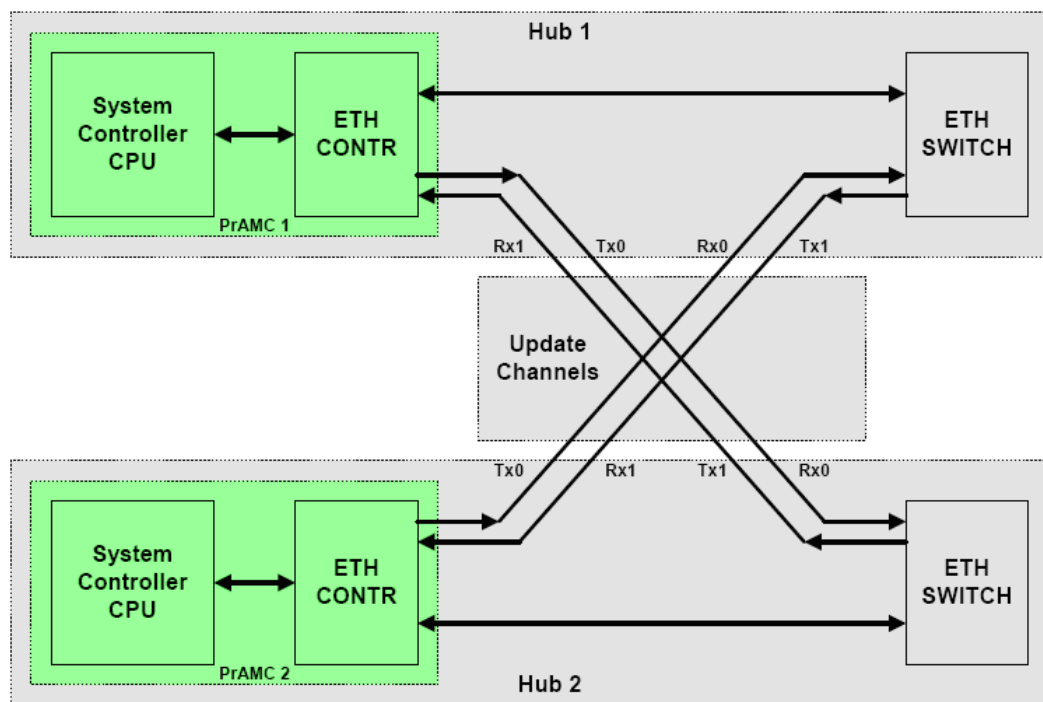 Hub 1
System
Controller
CPU
ETH
CONTR
ETH
SWITCH
PrAMC 1
Rx1
Tx0
Rx0
Tx1
Update
Channels
Tx0
Rx1
Tx1
Rx0
System
Controller
CPU
ETH
CONTR
ETH
SWITCH
PrAMC 2
Hub 2